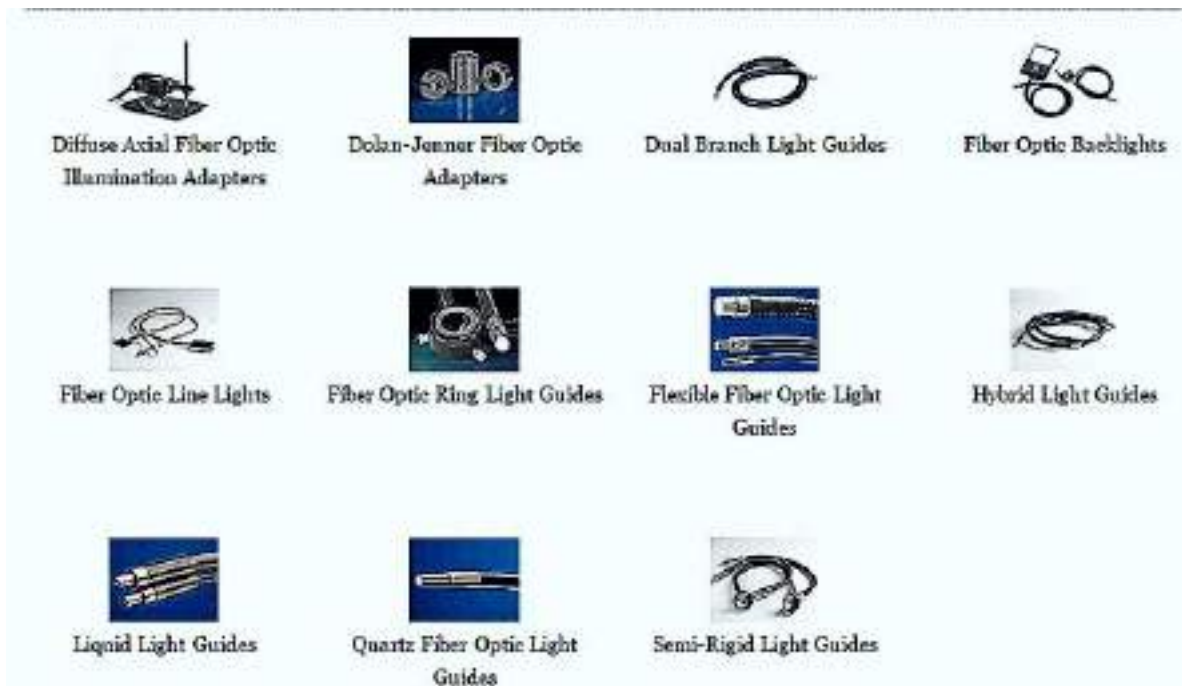 Diffuse Axial Fiber Optic
Illumination Adapters
Dolan-Jenner Fiber Optic
Adapters
Dual Branch Light Guides
Fiber Optic Backlights
Fiber Optic Line Lights
Fiber Optic Ring Light Guides
Flexible Fiber Optic Light
Guides
Hybrid Light Guides
Liquid Light Guides
Quartz Fiber Optic Light
Guides
Semi-Rigid Light Guides